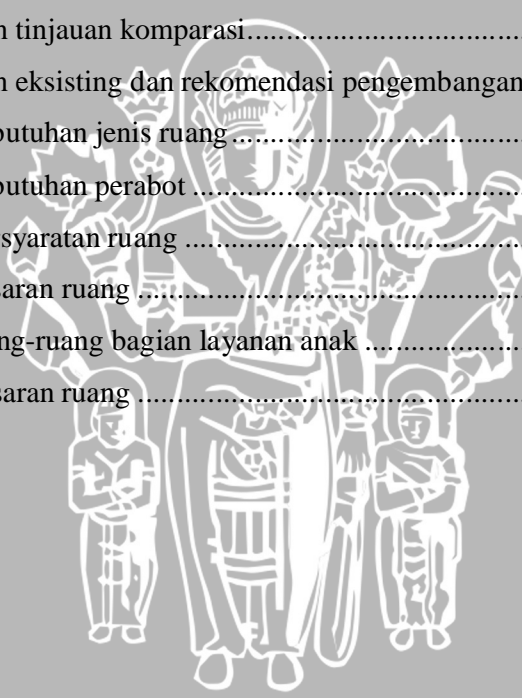 n tinjauan komparasi....................................
n eksisting dan rekomendasi pengembangan
butuhan jenis ruang.....................................
butuhan perabot ..........................................
syaratan ruang ...........................................
saran ruang .................................................
ng-ruang bagian layanan anak ....................
saran ruang .................................................